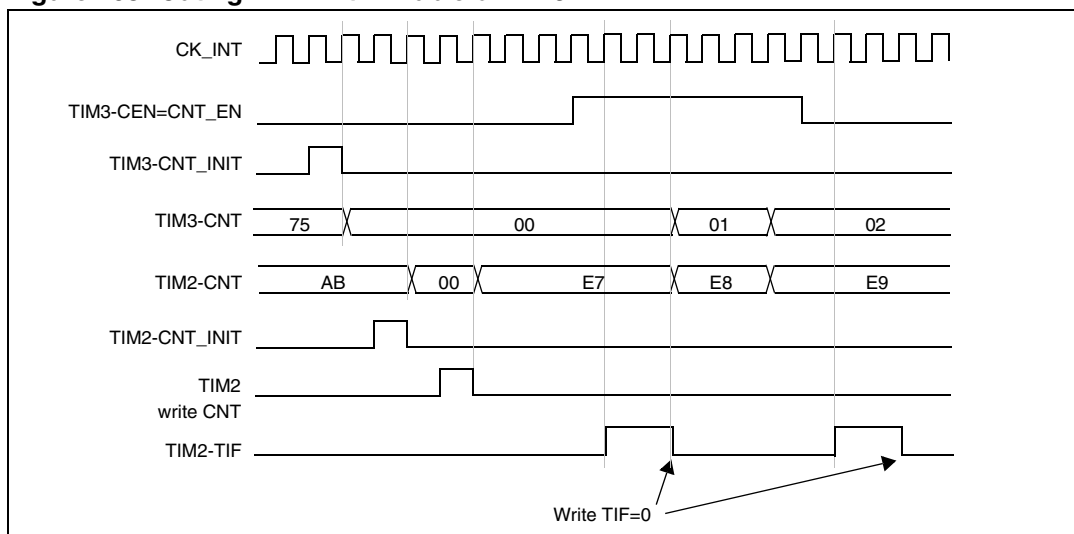 CK_INT
TIM3-CEN=CNT_EN
TIM3-CNT_INIT
TIM3-CNT 75 00 01 02
TIM2-CNT AB 00 E7 E8 E9
TIM2-CNT_INIT
TIM2
write CNT
TIM2-TIF
Write TIF=0